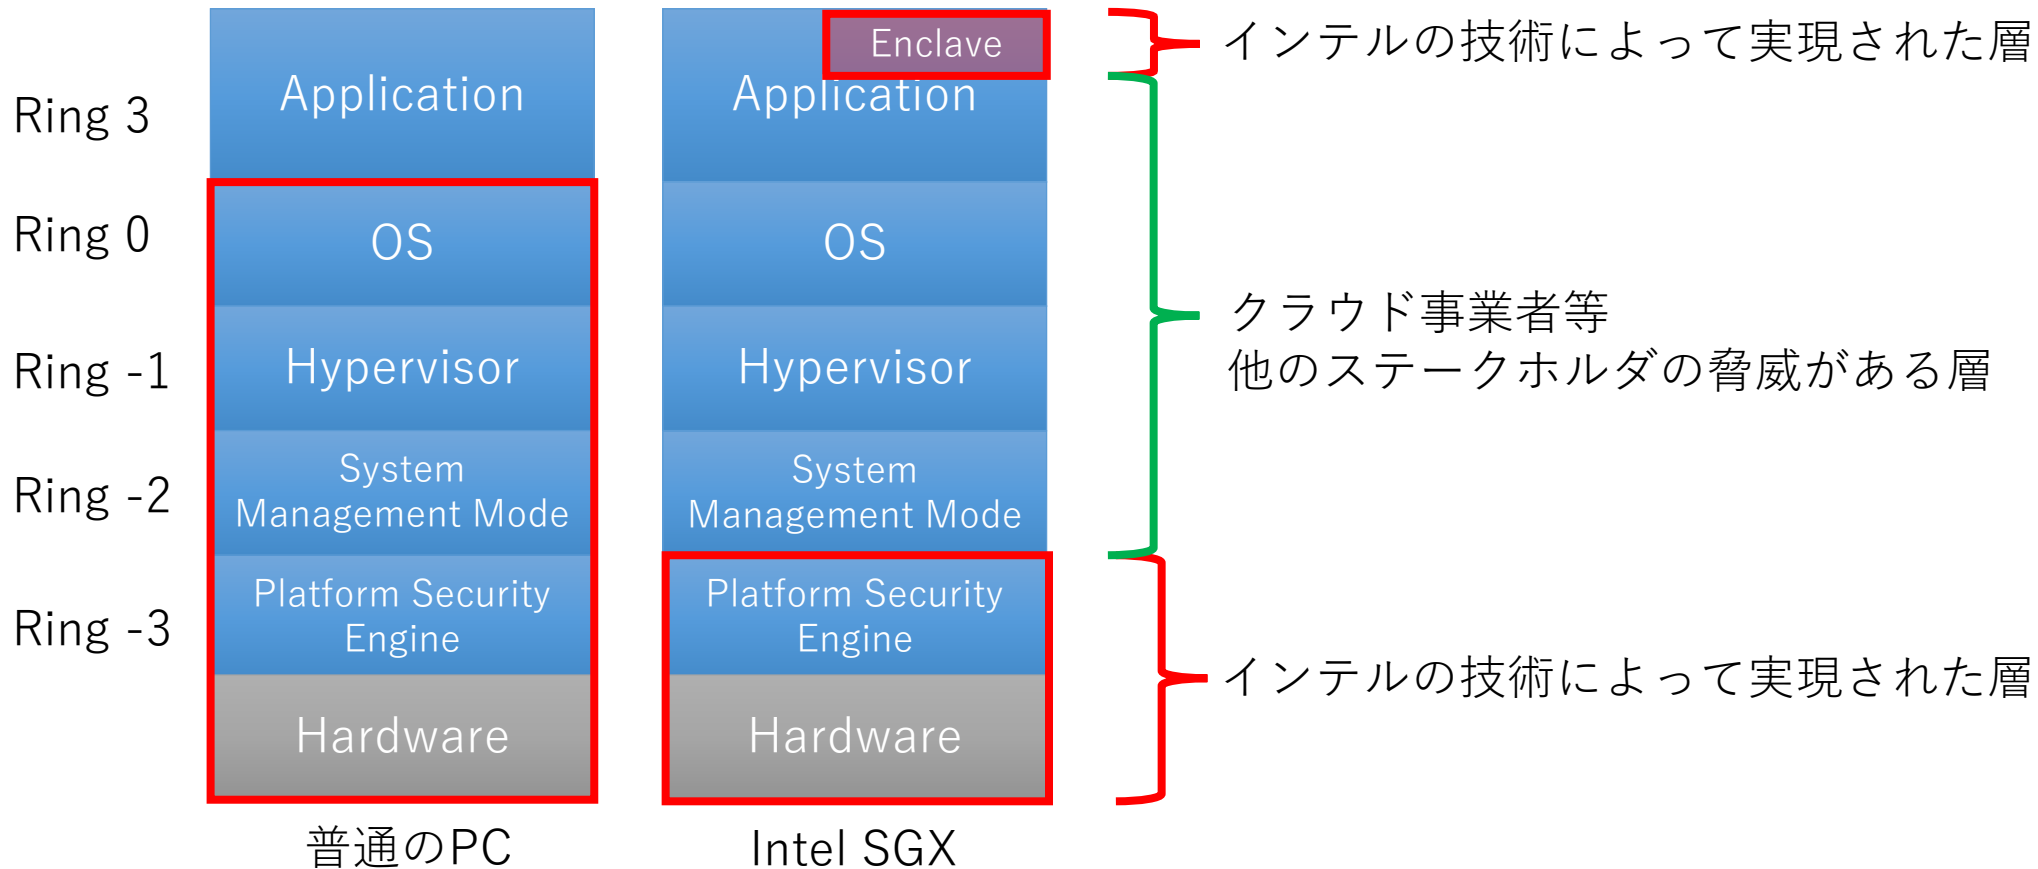 Ring 3
Ring 0
Ring -1
Ring -2
Ring -3
Application
OS
Hypervisor
System
Management Mode
Platform Security
Engine
Hardware
普通のPC
Enclave
Application
OS
Hypervisor
System
Management Mode
Platform Security
Engine
Hardware
Intel SGX
インテルの技術によって実現された層
クラウド事業者等
他のステークホルダの脅威がある層
インテルの技術によって実現された層